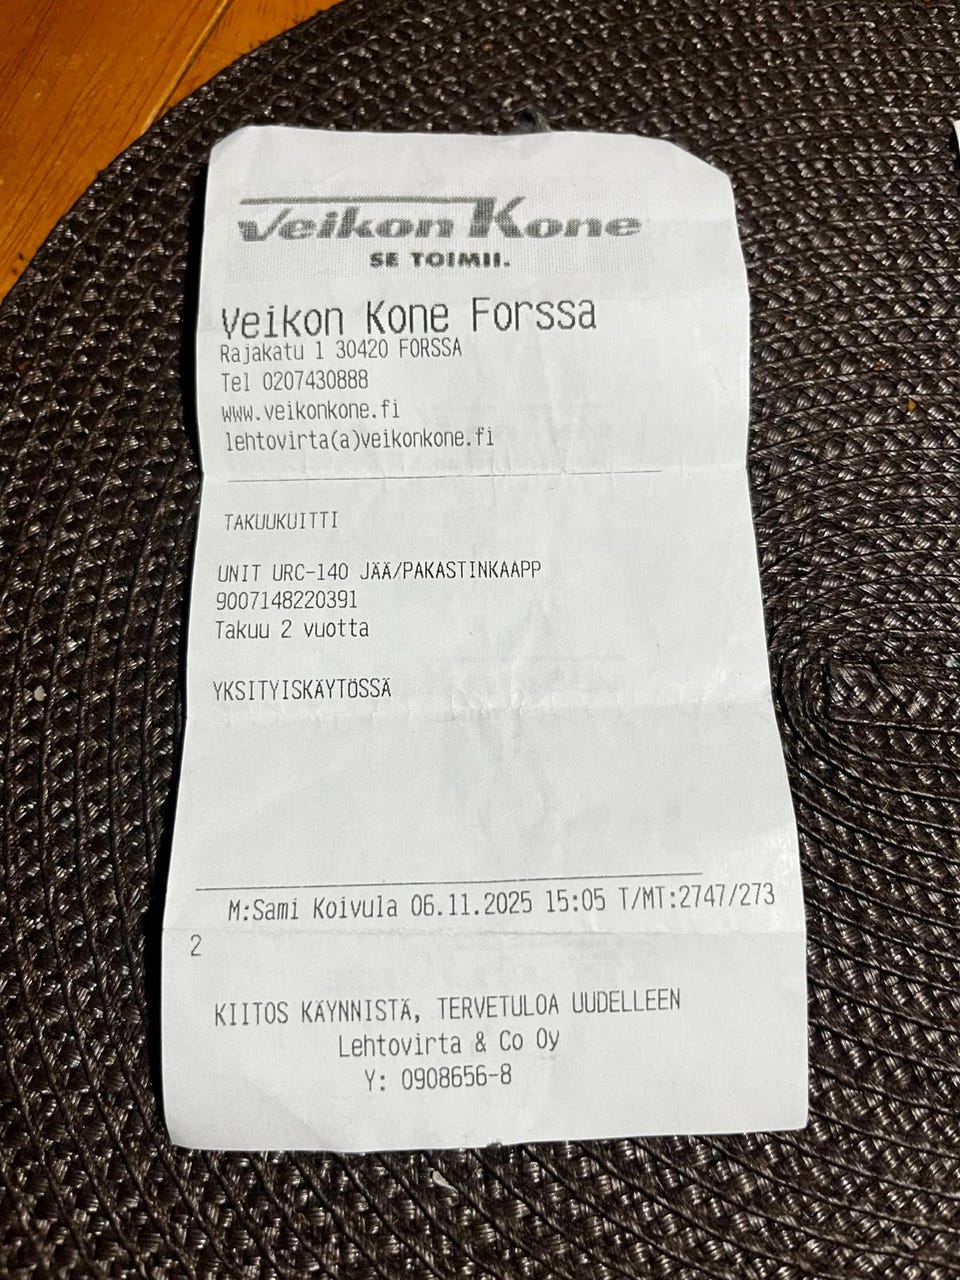 Veikon Kone
SE TOIMII.
Veikon Kone Forssa
Rajakatu 1 30420 FORSSA
Tel 0207430888
www.veikonkone.fi
lehtovirta(a)veikonkone.fi
TAKUUKUITTI
UNIT URC-140 JÄÄ/PAKASTINKAAPP
9007148220391
Takuu 2 vuotta
YKSITYISKÄYTÖSSÄ
M:Sami Koivula 06.11.2025 15:05 T/MT:2747/273
2
KIITOS KÄYNNISTÄ, TERVETULOA UUDELLEEN
Lehtovirta & Co Oy
Y: 0908656-8